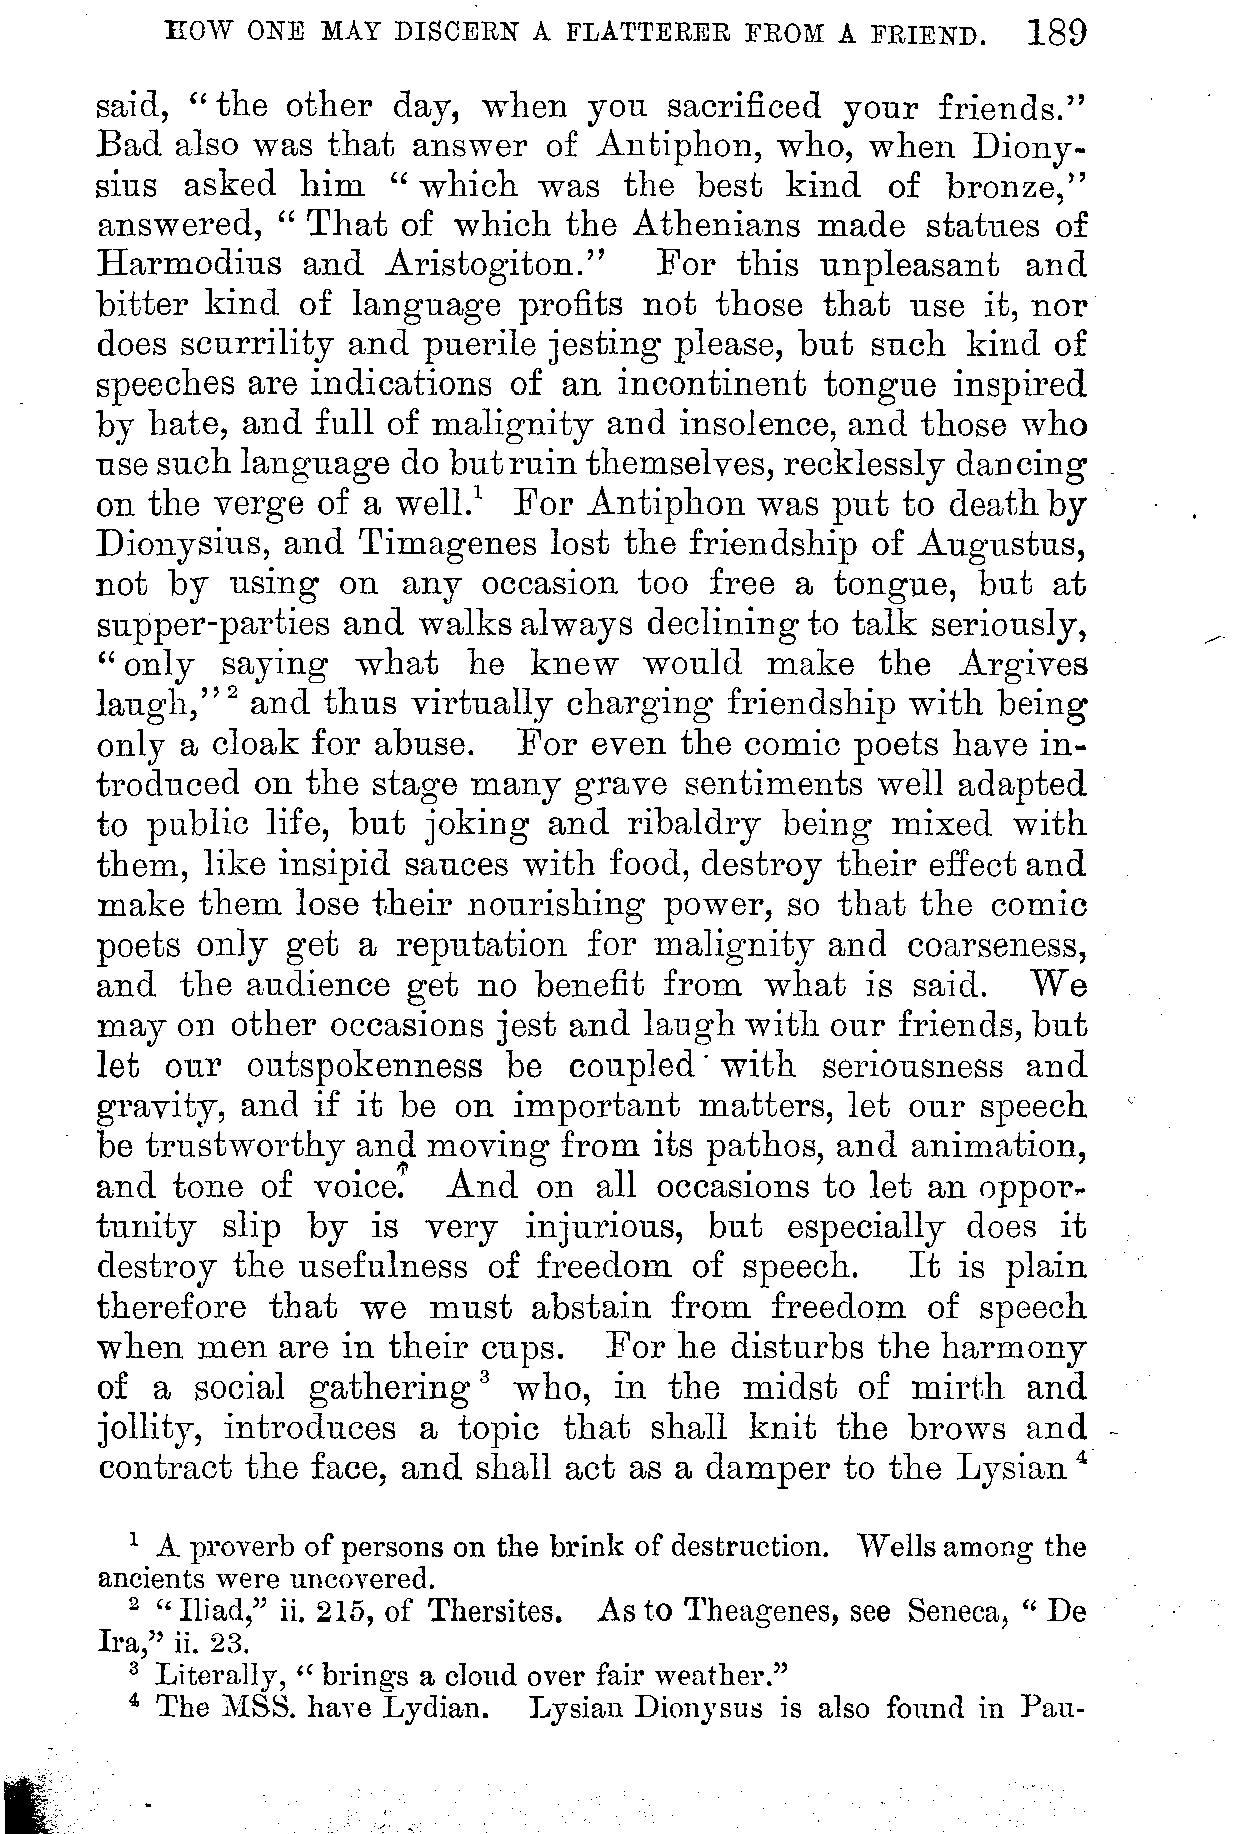 HOW ONE MAY DISCERN A FLATTERER FROM A FRIEND. 189
said, “the other day, when you sacrificed your friends.”
Bad also was that answer of Antiphon, who, when Diony-
sius asked him “which was the best kind of bronze,”
answered, “That of which the Athenians made statues of
Harmodius and Aristogiton.” For this unpleasant and
bitter kind of language profits not those that use it, nor
does scurrility and puerile jesting please, but such kind of
speeches are indications of an incontinent tongue inspired
by hate, and full of malignity and insolence, and those who
use such language do but ruin themselves, recklessly dancing
on the verge of a well.¹ For Antiphon was put to death by
Dionysius, and Timagenes lost the friendship of Augustus,
not by using on any occasion too free a tongue, but at
supper-parties and walks always declining to talk seriously,
“only saying what he knew would make the Argives
laugh,”² and thus virtually charging friendship with being
only a cloak for abuse. For even the comic poets have in-
troduced on the stage many grave sentiments well adapted
to public life, but joking and ribaldry being mixed with
them, like insipid sauces with food, destroy their effect and
make them lose their nourishing power, so that the comic
poets only get a reputation for malignity and coarseness,
and the audience get no benefit from what is said. We
may on other occasions jest and laugh with our friends, but
let our outspokenness be coupled with seriousness and
gravity, and if it be on important matters, let our speech
be trustworthy and moving from its pathos, and animation,
and tone of voice. And on all occasions to let an oppor-
tunity slip by is very injurious, but especially does it
destroy the usefulness of freedom of speech. It is plain
therefore that we must abstain from freedom of speech
when men are in their cups. For he disturbs the harmony
of a social gathering³ who, in the midst of mirth and
jollity, introduces a topic that shall knit the brows and
contract the face, and shall act as a damper to the Lysian⁴
¹ A proverb of persons on the brink of destruction. Wells among the
ancients were uncovered.
² “Iliad,” ii. 215, of Thersites. As to Theagenes, see Seneca, “De
Ira,” ii. 23.
³ Literally, “brings a cloud over fair weather.”
⁴ The MSS. have Lydian. Lysian Dionysus is also found in Pau-